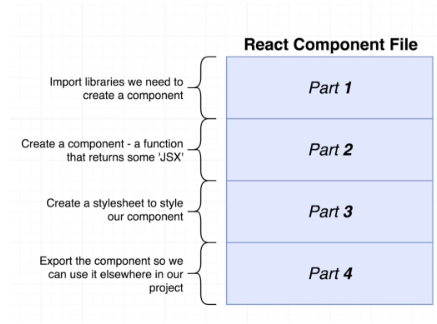 React Component File
Import libraries we need to
create a component
Part 1
Create a component - a function
that returns some 'JSX'
Part 2
Create a stylesheet to style
our component
Part 3
Export the component so we
can use it elsewhere in our
project
Part 4